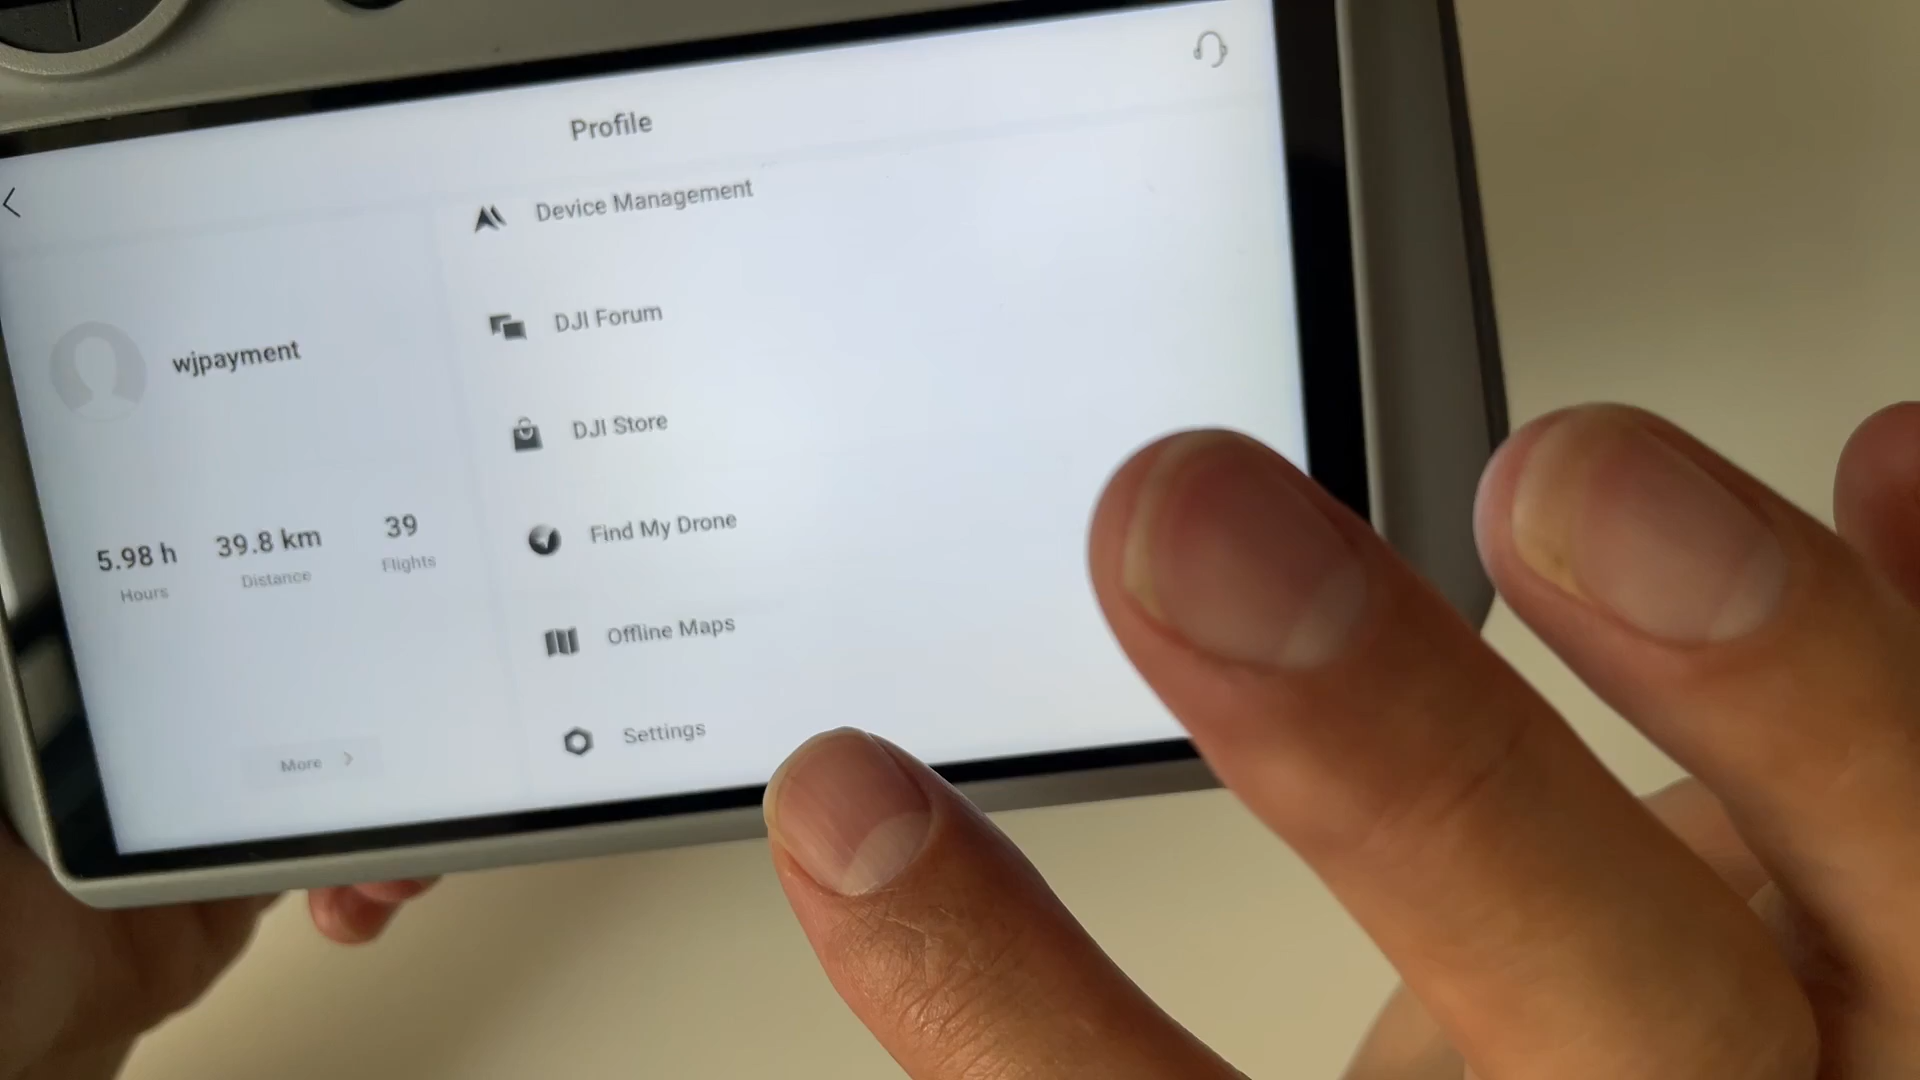 Profile
wjpayment
5.98 h
Hours
39.8 km
Distance
39
Flights
More
Device Management
DJI Forum
DJI Store
Find My Drone
Offline Maps
Settings